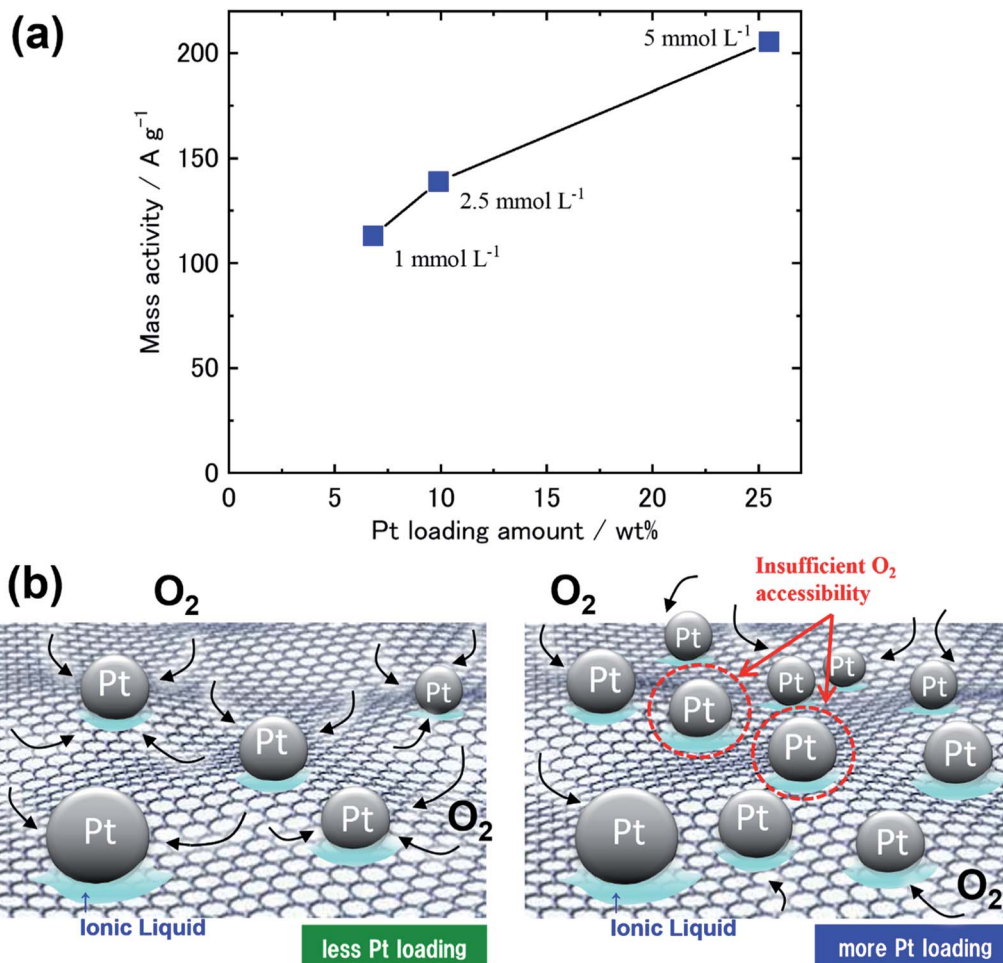 (a)
200
150
100
50
0
Mass activity / A g⁻¹
5 mmol L⁻¹
2.5 mmol L⁻¹
1 mmol L⁻¹
0
5
10
15
20
25
Pt loading amount / wt%
(b)
O₂
Pt
Pt
Pt
Pt
Pt
O₂
Ionic Liquid
less Pt loading
Insufficient O₂
accessibility
O₂
Pt
Pt
Pt
Pt
Pt
Pt
Pt
Pt
Pt
Pt
Pt
O₂
Ionic Liquid
more Pt loading